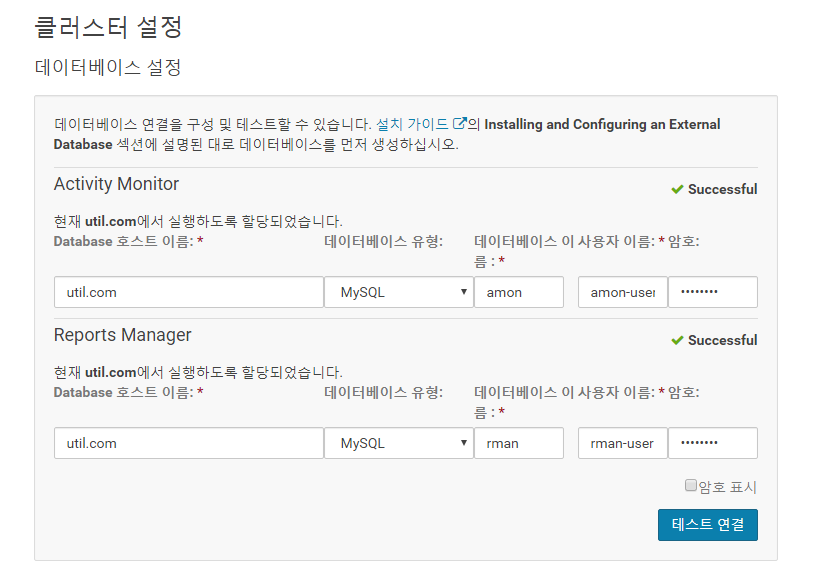 클러스터 설정
데이터베이스 설정
데이터베이스 연결을 구성 및 테스트할 수 있습니다. 설치 가이드의 Installing and Configuring an External
Database 섹션에 설명된 대로 데이터베이스를 먼저 생성하십시오.
Activity Monitor
Successful
현재 util.com에서 실행하도록 할당되었습니다.
Database 호스트 이름: * 데이터베이스 유형: 데이터베이스 이 사용자 이름: * 암호:
름 : *
util.com MySQL amon amon-user ••••••••
Reports Manager
Successful
현재 util.com에서 실행하도록 할당되었습니다.
Database 호스트 이름: * 데이터베이스 유형: 데이터베이스 이 사용자 이름: * 암호:
름 : *
util.com MySQL rman rman-user ••••••••
암호 표시
테스트 연결